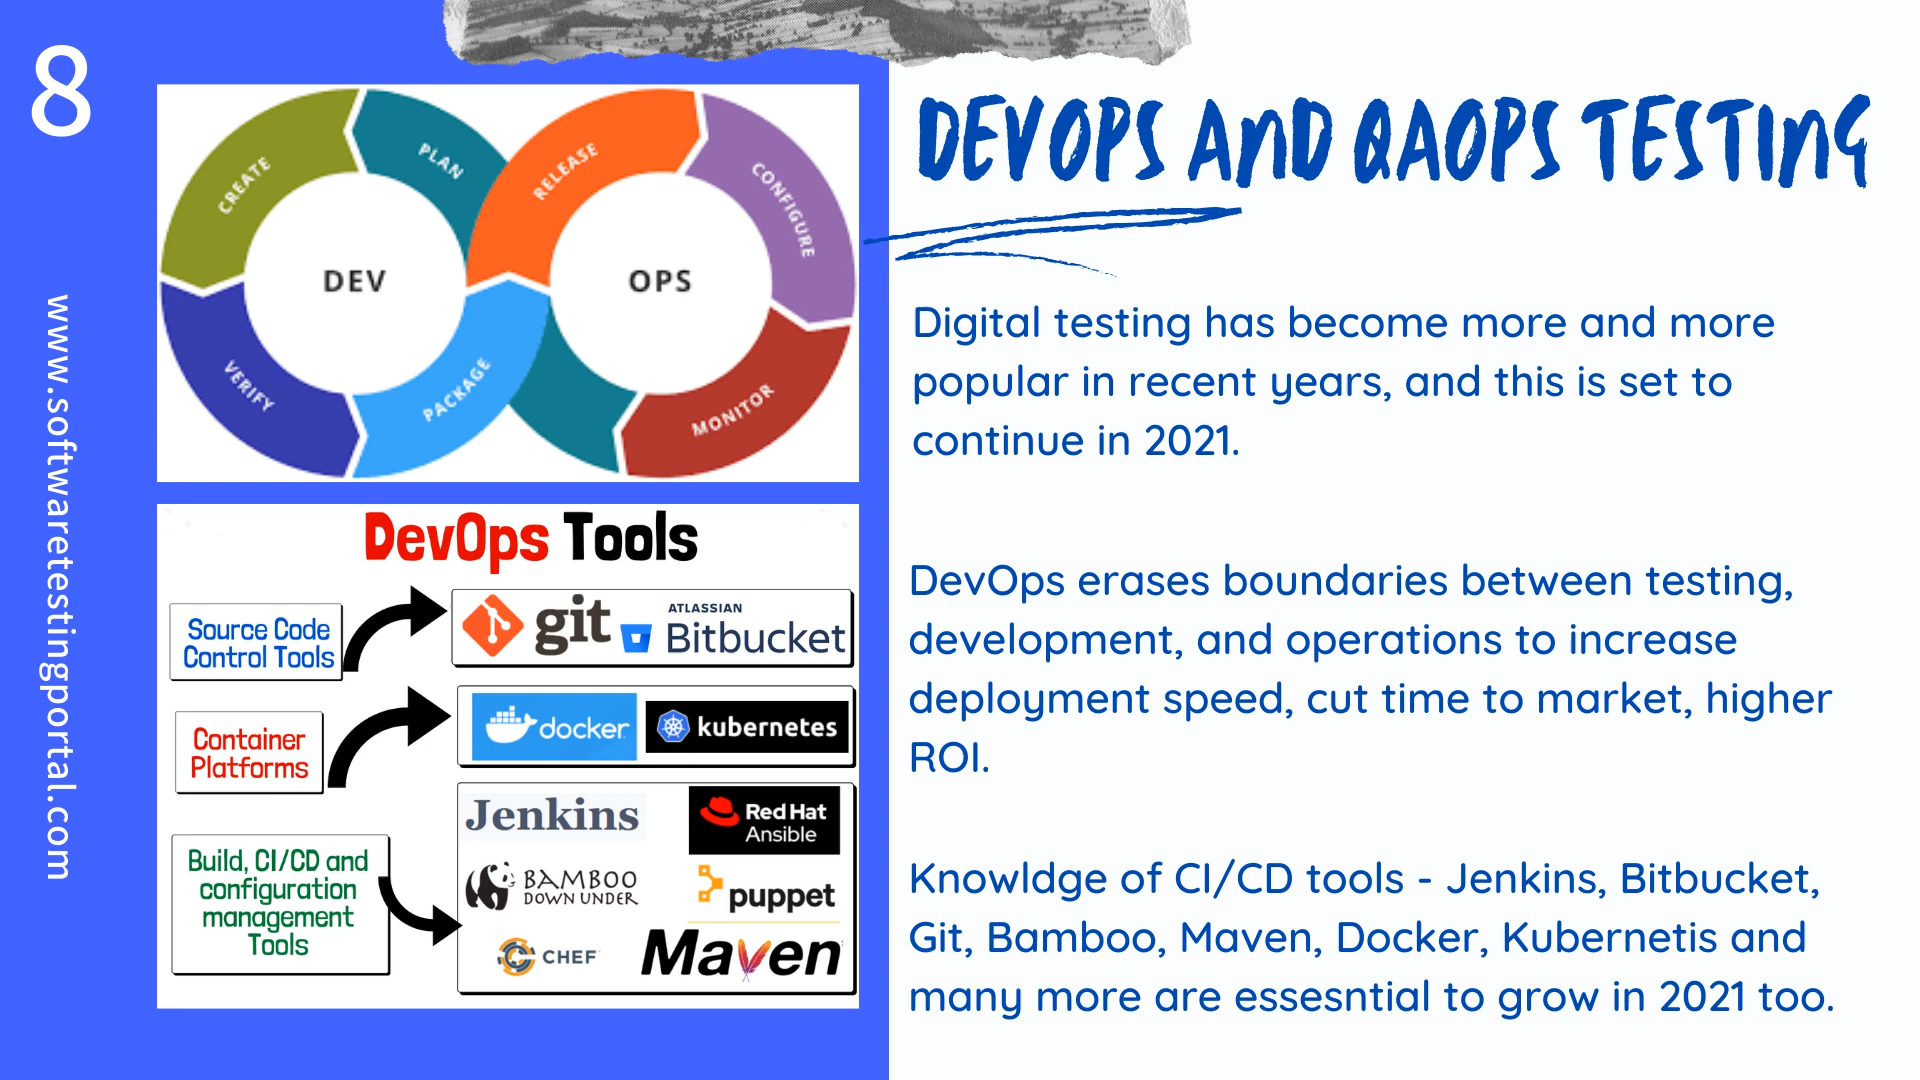 8
www.softwaretestingportal.com
CREATE
PLAN
RELEASE
CONFIGURE
DEV
OPS
VERIFY
PACKAGE
MONITOR
DevOps Tools
Source Code
Control Tools
git
ATLASSIAN
Bitbucket
Container
Platforms
docker
kubernetes
Build, CI/CD and
configuration
management
Tools
Jenkins
Red Hat
Ansible
BAMBOO
DOWN UNDER
puppet
CHEF
Maven
DEVOPS AND QAOPS TESTING
Digital testing has become more and more
popular in recent years, and this is set to
continue in 2021.
DevOps erases boundaries between testing,
development, and operations to increase
deployment speed, cut time to market, higher
ROI.
Knowldge of CI/CD tools - Jenkins, Bitbucket,
Git, Bamboo, Maven, Docker, Kubernetis and
many more are essesntial to grow in 2021 too.